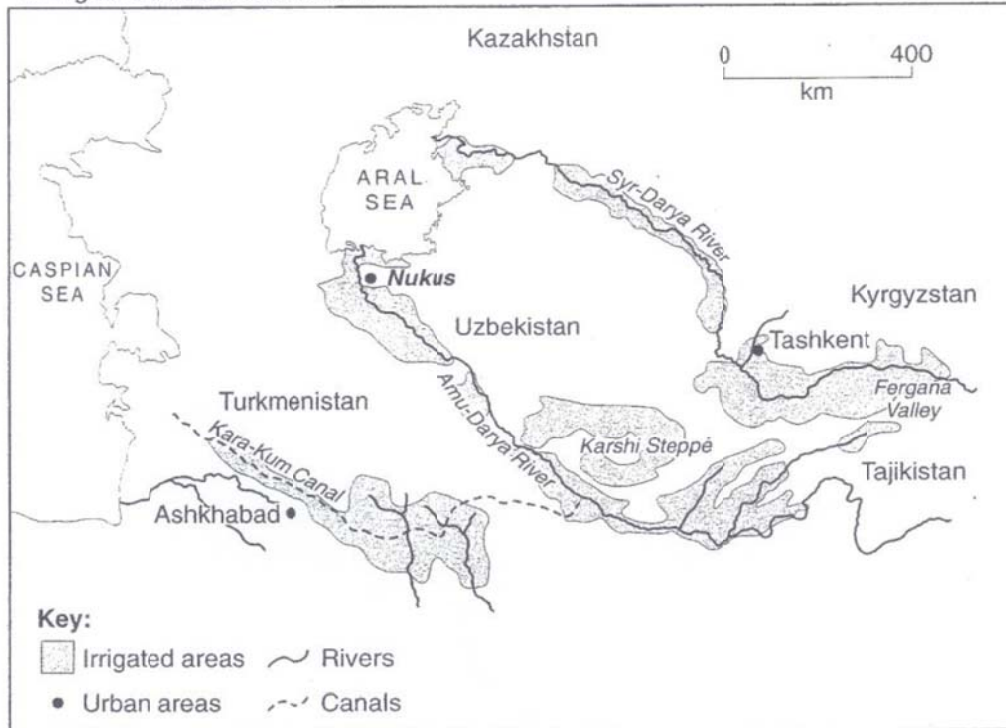 Kazakhstan
0 400
km
ARAL
SEA
Syr-Darya River
CASPIAN
SEA
Nukus
Kyrgyzstan
Uzbekistan
Tashkent
Fergana
Valley
Turkmenistan
Amu-Darya River
Karshi Steppé
Kara-Kum Canal
Tajikistan
Ashkhabad
Key:
Irrigated areas
Rivers
Urban areas
Canals